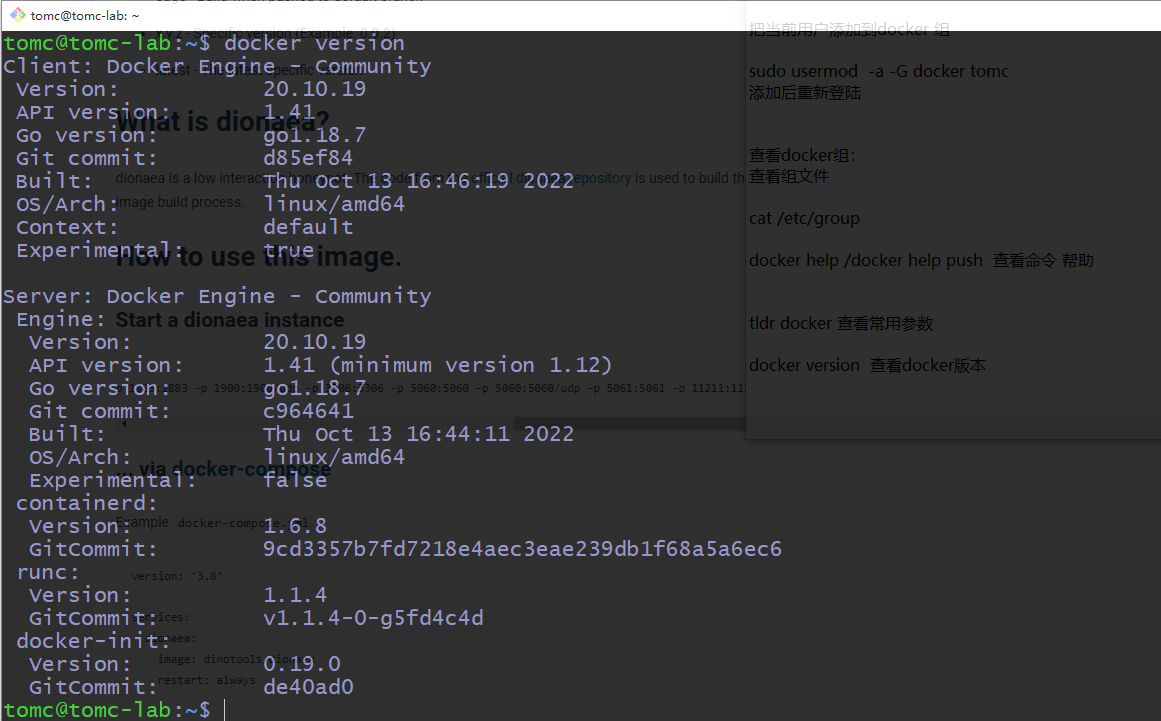 tomc@tomc-lab: ~
tomc@tomc-lab:~$ docker version
Client: Docker Engine - Community
Version: 20.10.19
API version: 1.41
Go version: go1.18.7
Git commit: d85ef84
Built: Thu Oct 13 16:46:19 2022
OS/Arch: linux/amd64
Context: default
Experimental: true
Server: Docker Engine - Community
Engine:
Version: 20.10.19
API version: 1.41 (minimum version 1.12)
Go version: go1.18.7
Git commit: c964641
Built: Thu Oct 13 16:44:11 2022
OS/Arch: linux/amd64
Experimental: false
containerd:
Version: 1.6.8
GitCommit: 9cd3357b7fd7218e4aec3eae239db1f68a5a6ec6
runc:
Version: 1.1.4
GitCommit: v1.1.4-0-g5fd4c4d
docker-init:
Version: 0.19.0
GitCommit: de40ad0
tomc@tomc-lab:~$
What is dionaea?
dionaea is a low interaction
repository is used to build th
image build process.
How to use this image.
Start a dionaea instance
-p 5060:5060 -p 5060:5060/udp -p 5061:5061 -p 11211:11
... via docker-compose
Example docker-compose
version: '3.8'
services:
image: dinotools
restart: always
把当前用户添加到docker 组
sudo usermod -a -G docker tomc
添加后重新登陆
查看docker组:
查看组文件
cat /etc/group
docker help /docker help push 查看命令 帮助
tldr docker 查看常用参数
docker version 查看docker版本